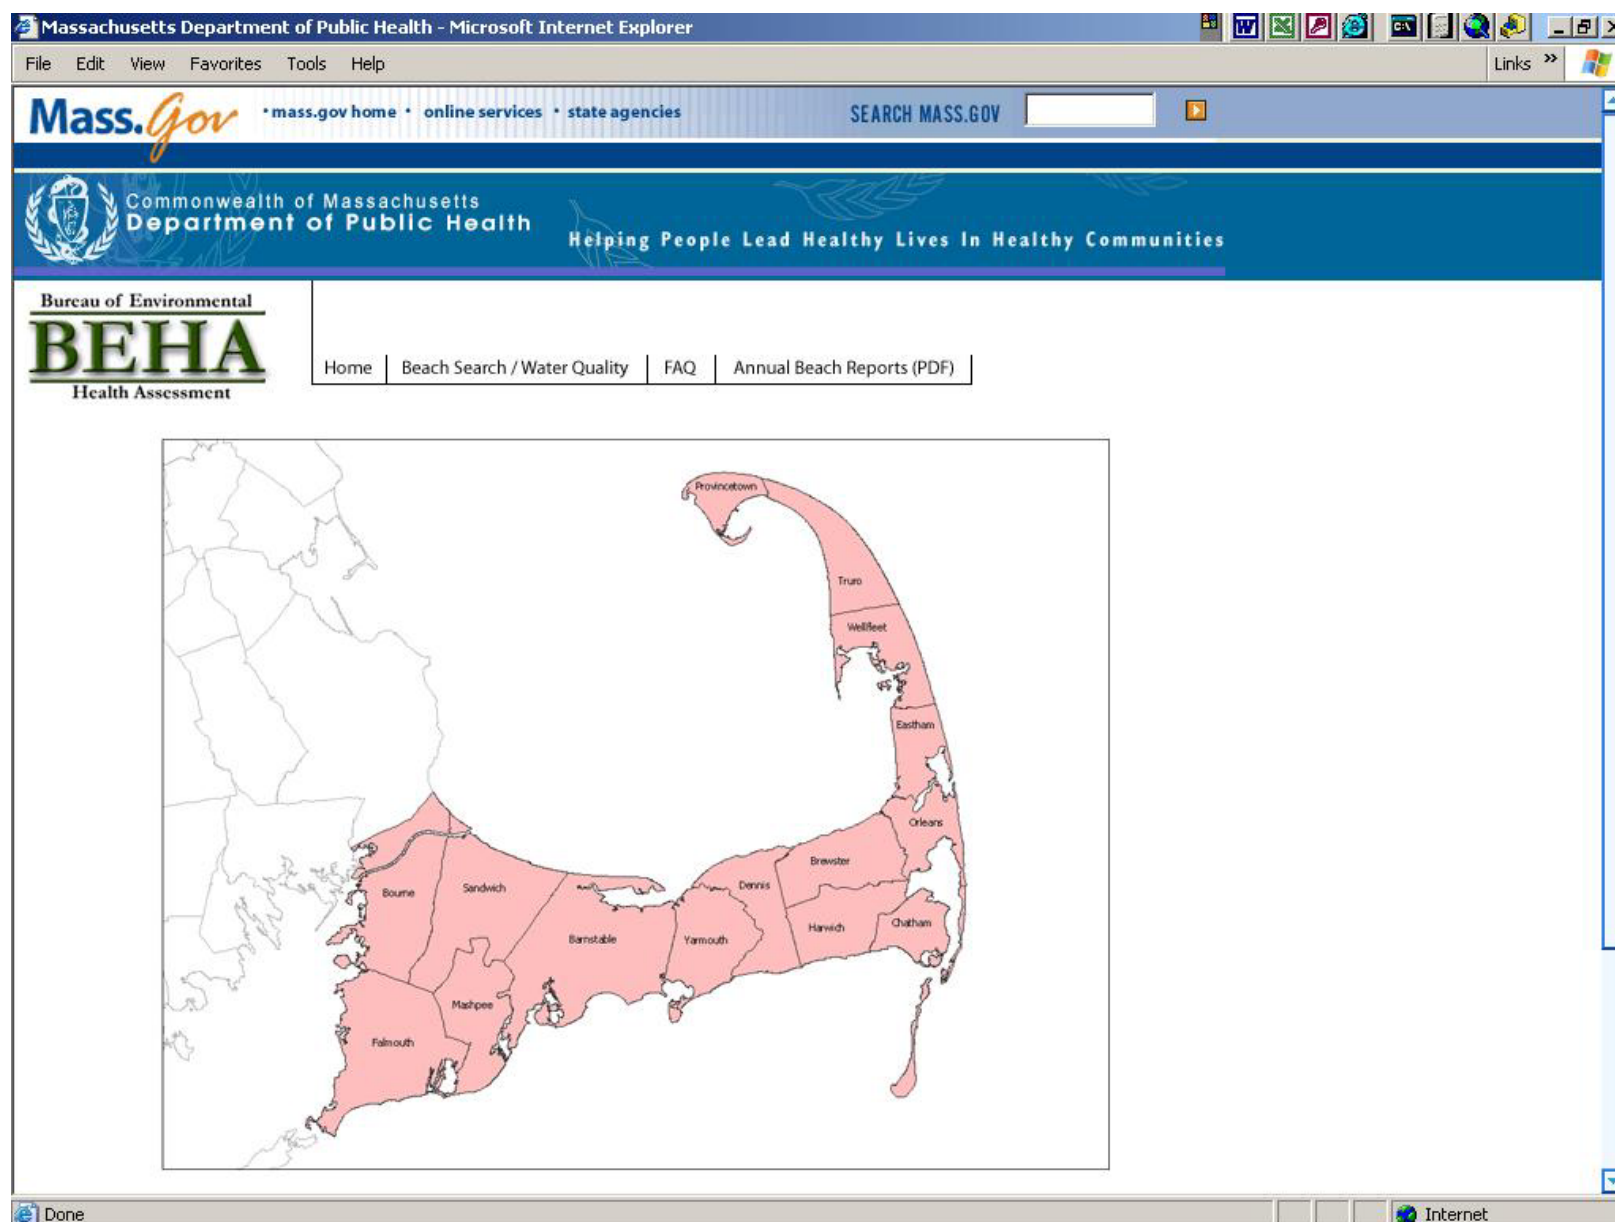 Massachusetts Department of Public Health - Microsoft Internet Explorer
File Edit View Favorites Tools Help Links »
Mass.Gov • mass.gov home • online services • state agencies SEARCH MASS.GOV
Commonwealth of Massachusetts
Department of Public Health
Helping People Lead Healthy Lives In Healthy Communities
Bureau of Environmental
BEHA
Health Assessment
Home Beach Search / Water Quality FAQ Annual Beach Reports (PDF)
Provincetown
Truro
Wellfleet
Eastham
Orleans
Brewster
Dennis
Bourne
Sandwich
Chatham
Harwich
Barnstable
Yarmouth
Mashpee
Falmouth
Done Internet